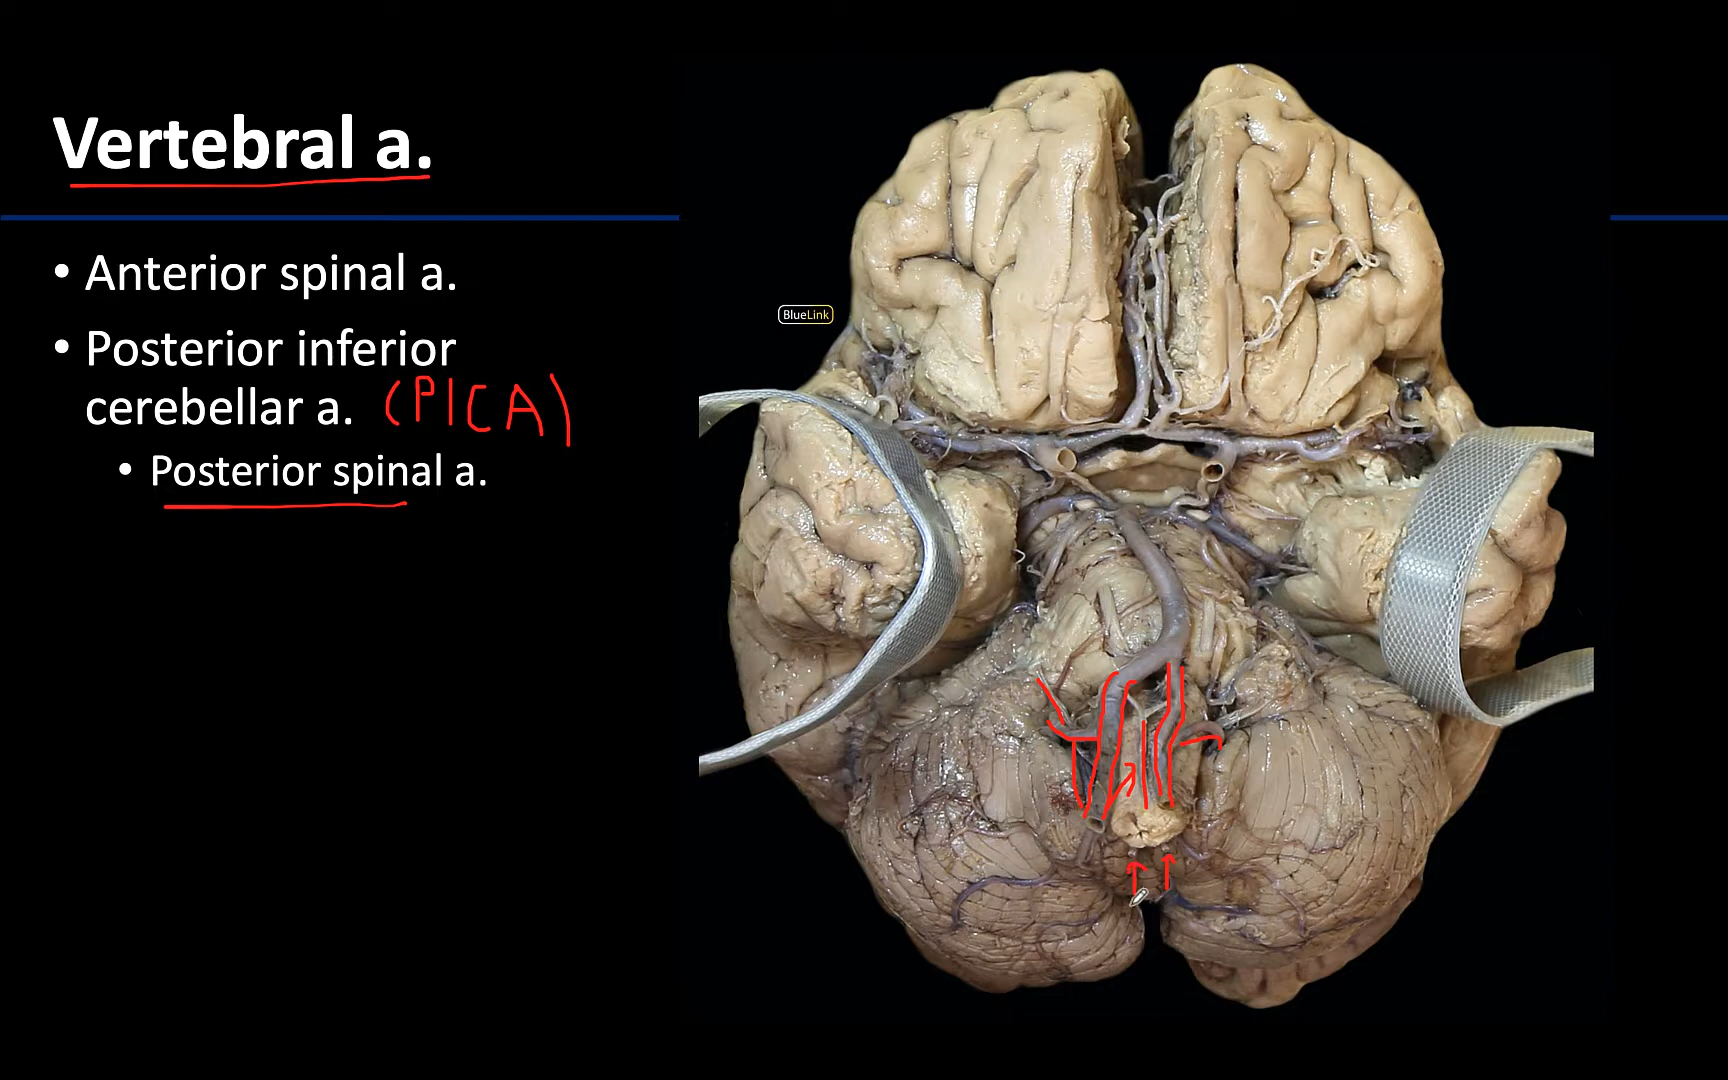 Vertebral a.
• Anterior spinal a.
• Posterior inferior
cerebellar a. (PICA)
• Posterior spinal a.
BlueLink